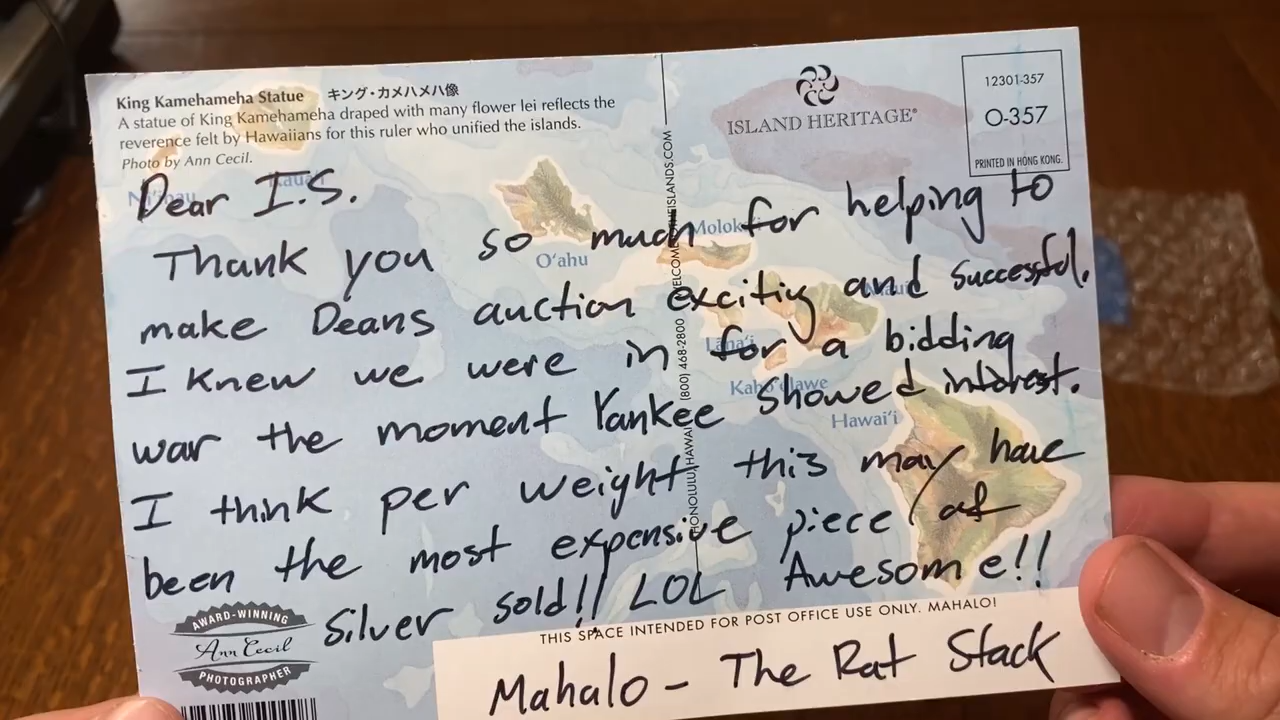 King Kamehameha Statue キング・カメハメハ像
A statue of King Kamehameha draped with many flower lei reflects the
reverence felt by Hawaiians for this ruler who unified the islands.
Photo by Ann Cecil.
ISLAND HERITAGE®
12301-357
O-357
PRINTED IN HONG KONG.
Kaua
O‘ahu
Moloka
Lāna‘i
Kaho‘olawe
Hawai‘i
(800) 468-2800
Dear I.S.
Thank you so much for helping to
make Deans auction excitiy and successful.
I knew we were in for a bidding
war the moment Yankee showed interest.
I think per weight this may have
been the most expensive piece of
Silver sold!! LOL Awesome!!
AWARD-WINNING
Ann Cecil
PHOTOGRAPHER
THIS SPACE INTENDED FOR POST OFFICE USE ONLY. MAHALO!
Mahalo - The Rat Stack